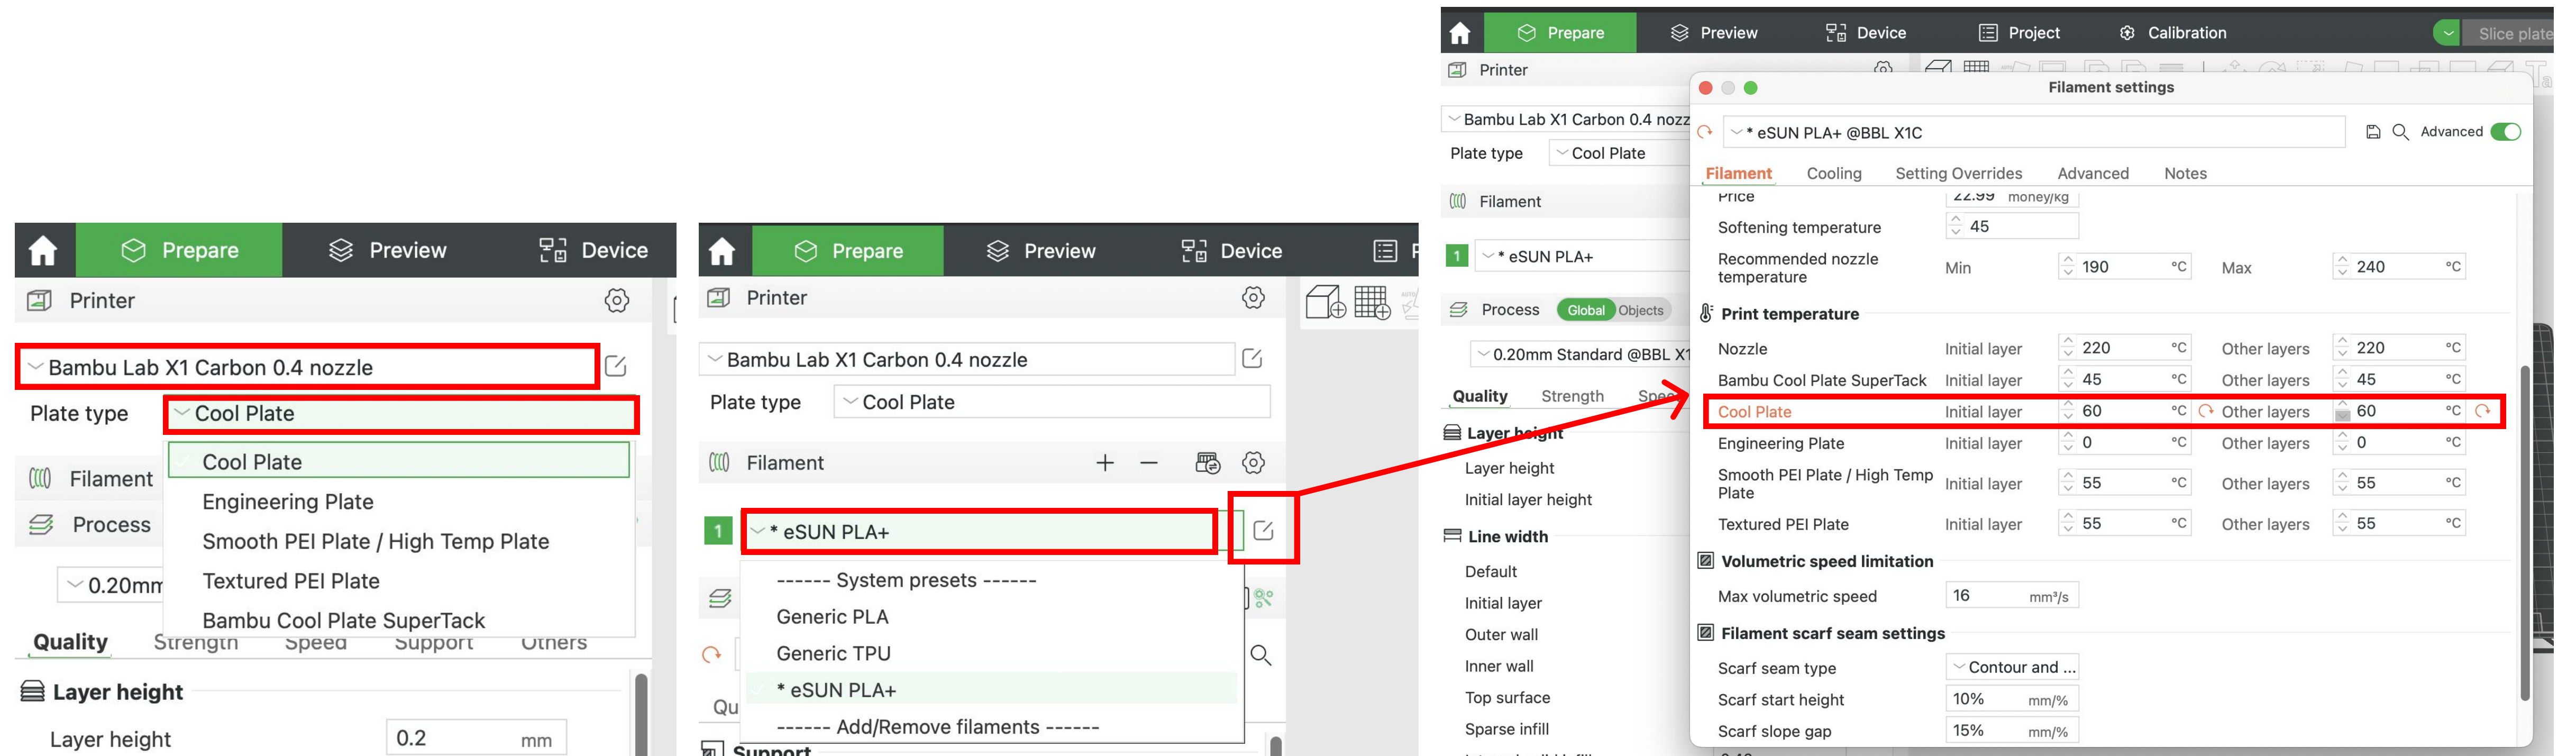 Prepare
Preview
Device
Printer
Bambu Lab X1 Carbon 0.4 nozzle
Plate type
Cool Plate
Cool Plate
Filament
Engineering Plate
Process
Smooth PEI Plate / High Temp Plate
Textured PEI Plate
0.20mm
Bambu Cool Plate SuperTack
Quality Strength Speed Support Others
Layer height
Layer height 0.2 mm
Prepare
Preview
Device
Printer
Bambu Lab X1 Carbon 0.4 nozzle
Plate type Cool Plate
Filament
1 * eSUN PLA+
------ System presets ------
Generic PLA
Generic TPU
* eSUN PLA+
------ Add/Remove filaments ------
Qu
Support
Prepare
Preview
Device
Project
Calibration
Slice plate
Printer
Bambu Lab X1 Carbon 0.4 nozz
Plate type Cool Plate
Filament
1 * eSUN PLA+
Process Global Objects
0.20mm Standard @BBL X1
Quality Strength Spee
Layer height
Layer height
Initial layer height
Line width
Default
Initial layer
Outer wall
Inner wall
Top surface
Sparse infill
Filament settings
* eSUN PLA+ @BBL X1C
Advanced
Filament Cooling Setting Overrides Advanced Notes
Price 22.99 money/kg
Softening temperature 45
Recommended nozzle
temperature
Min 190 °C Max 240 °C
Print temperature
Nozzle Initial layer 220 °C Other layers 220 °C
Bambu Cool Plate SuperTack Initial layer 45 °C Other layers 45 °C
Cool Plate Initial layer 60 °C Other layers 60 °C
Engineering Plate Initial layer 0 °C Other layers 0 °C
Smooth PEI Plate / High Temp
Plate
Initial layer 55 °C Other layers 55 °C
Textured PEI Plate Initial layer 55 °C Other layers 55 °C
Volumetric speed limitation
Max volumetric speed 16 mm³/s
Filament scarf seam settings
Scarf seam type Contour and ...
Scarf start height 10% mm/%
Scarf slope gap 15% mm/%